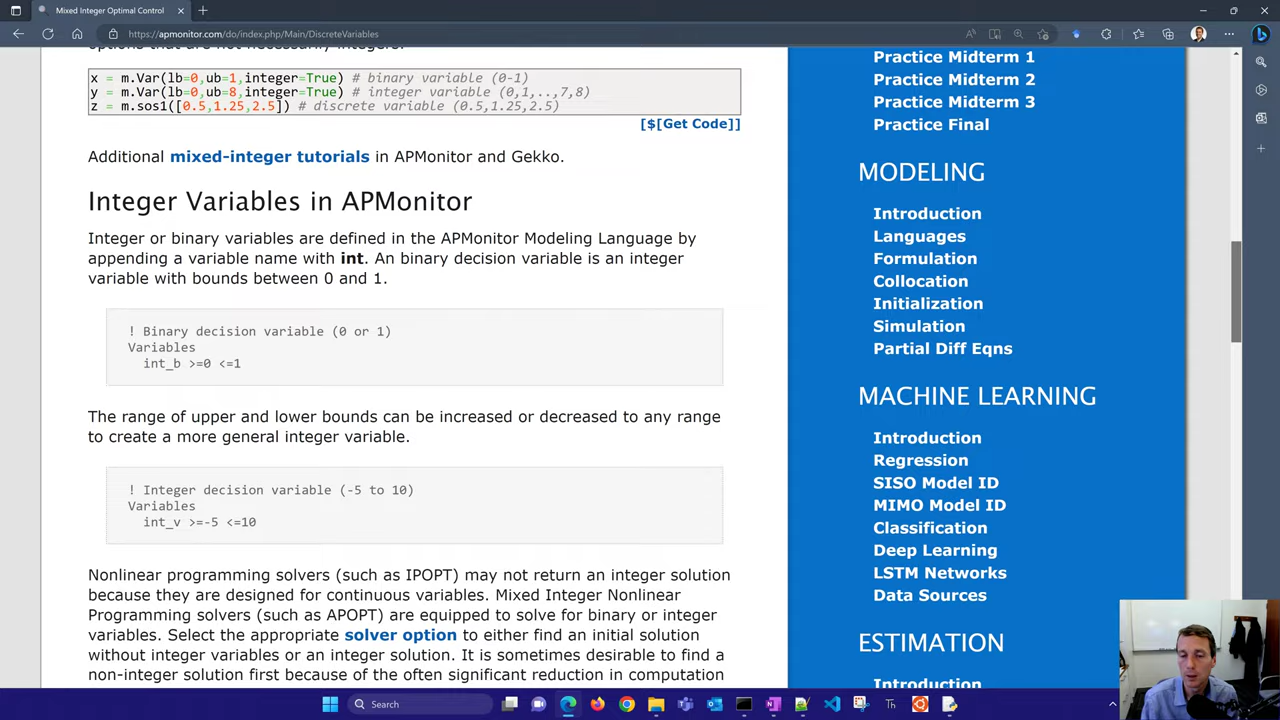 Mixed Integer Optimal Control
https://apmonitor.com/do/index.php/Main/DiscreteVariables
options that are not necessarily integers.
x = m.Var(lb=0,ub=1,integer=True) # binary variable (0-1)
y = m.Var(lb=0,ub=8,integer=True) # integer variable (0,1,..,7,8)
z = m.sos1([0.5,1.25,2.5]) # discrete variable (0.5,1.25,2.5)
[$[Get Code]]
Additional mixed-integer tutorials in APMonitor and Gekko.
Integer Variables in APMonitor
Integer or binary variables are defined in the APMonitor Modeling Language by
appending a variable name with int. An binary decision variable is an integer
variable with bounds between 0 and 1.
! Binary decision variable (0 or 1)
Variables
int_b >=0 <=1
The range of upper and lower bounds can be increased or decreased to any range
to create a more general integer variable.
! Integer decision variable (-5 to 10)
Variables
int_v >=-5 <=10
Nonlinear programming solvers (such as IPOPT) may not return an integer solution
because they are designed for continuous variables. Mixed Integer Nonlinear
Programming solvers (such as APOPT) are equipped to solve for binary or integer
variables. Select the appropriate solver option to either find an initial solution
without integer variables or an integer solution. It is sometimes desirable to find a
non-integer solution first because of the often significant reduction in computation
Practice Midterm 1
Practice Midterm 2
Practice Midterm 3
Practice Final
MODELING
Introduction
Languages
Formulation
Collocation
Initialization
Simulation
Partial Diff Eqns
MACHINE LEARNING
Introduction
Regression
SISO Model ID
MIMO Model ID
Classification
Deep Learning
LSTM Networks
Data Sources
ESTIMATION
Introduction
Search
Th